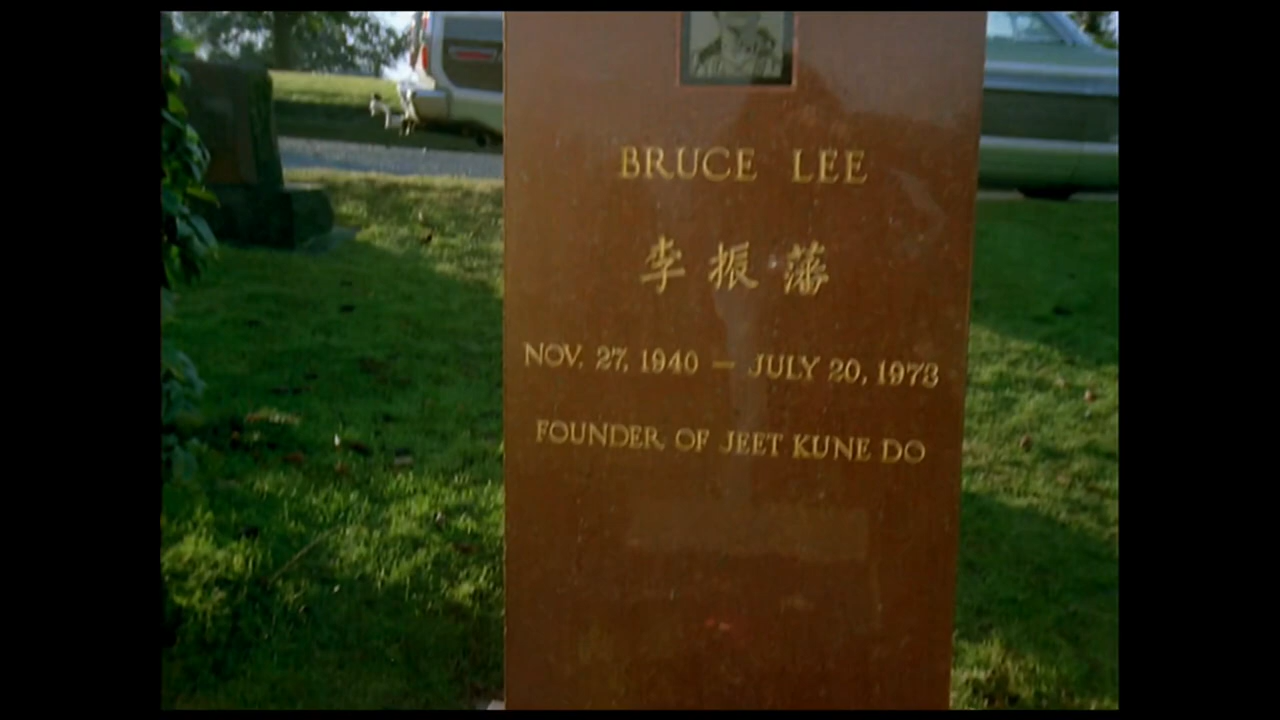 BRUCE LEE
李振藩
NOV. 27, 1940 — JULY 20, 1973
FOUNDER OF JEET KUNE DO